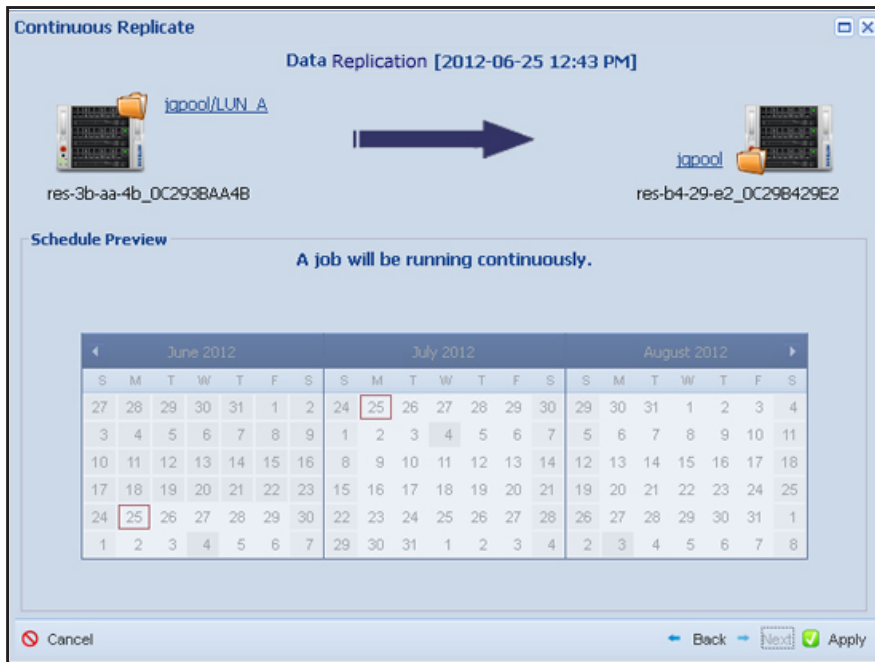 Continuous Replicate
Data Replication [2012-06-25 12:43 PM]
jqpool/LUN_A
jqpool
res-3b-aa-4b_0C293BAA4B
res-b4-29-e2_0C29B429E2
Schedule Preview
A job will be running continuously.
June 2012 July 2012 August 2012
S M T W T F S S M T W T F S S M T W T F S
27 28 29 30 31 1 2 24 25 26 27 28 29 30 29 30 31 1 2 3 4
3 4 5 6 7 8 9 1 2 3 4 5 6 7 5 6 7 8 9 10 11
10 11 12 13 14 15 16 8 9 10 11 12 13 14 12 13 14 15 16 17 18
17 18 19 20 21 22 23 15 16 17 18 19 20 21 19 20 21 22 23 24 25
24 25 26 27 28 29 30 22 23 24 25 26 27 28 26 27 28 29 30 31 1
1 2 3 4 5 6 7 29 30 31 1 2 3 4 2 3 4 5 6 7 8
Cancel Back Next Apply